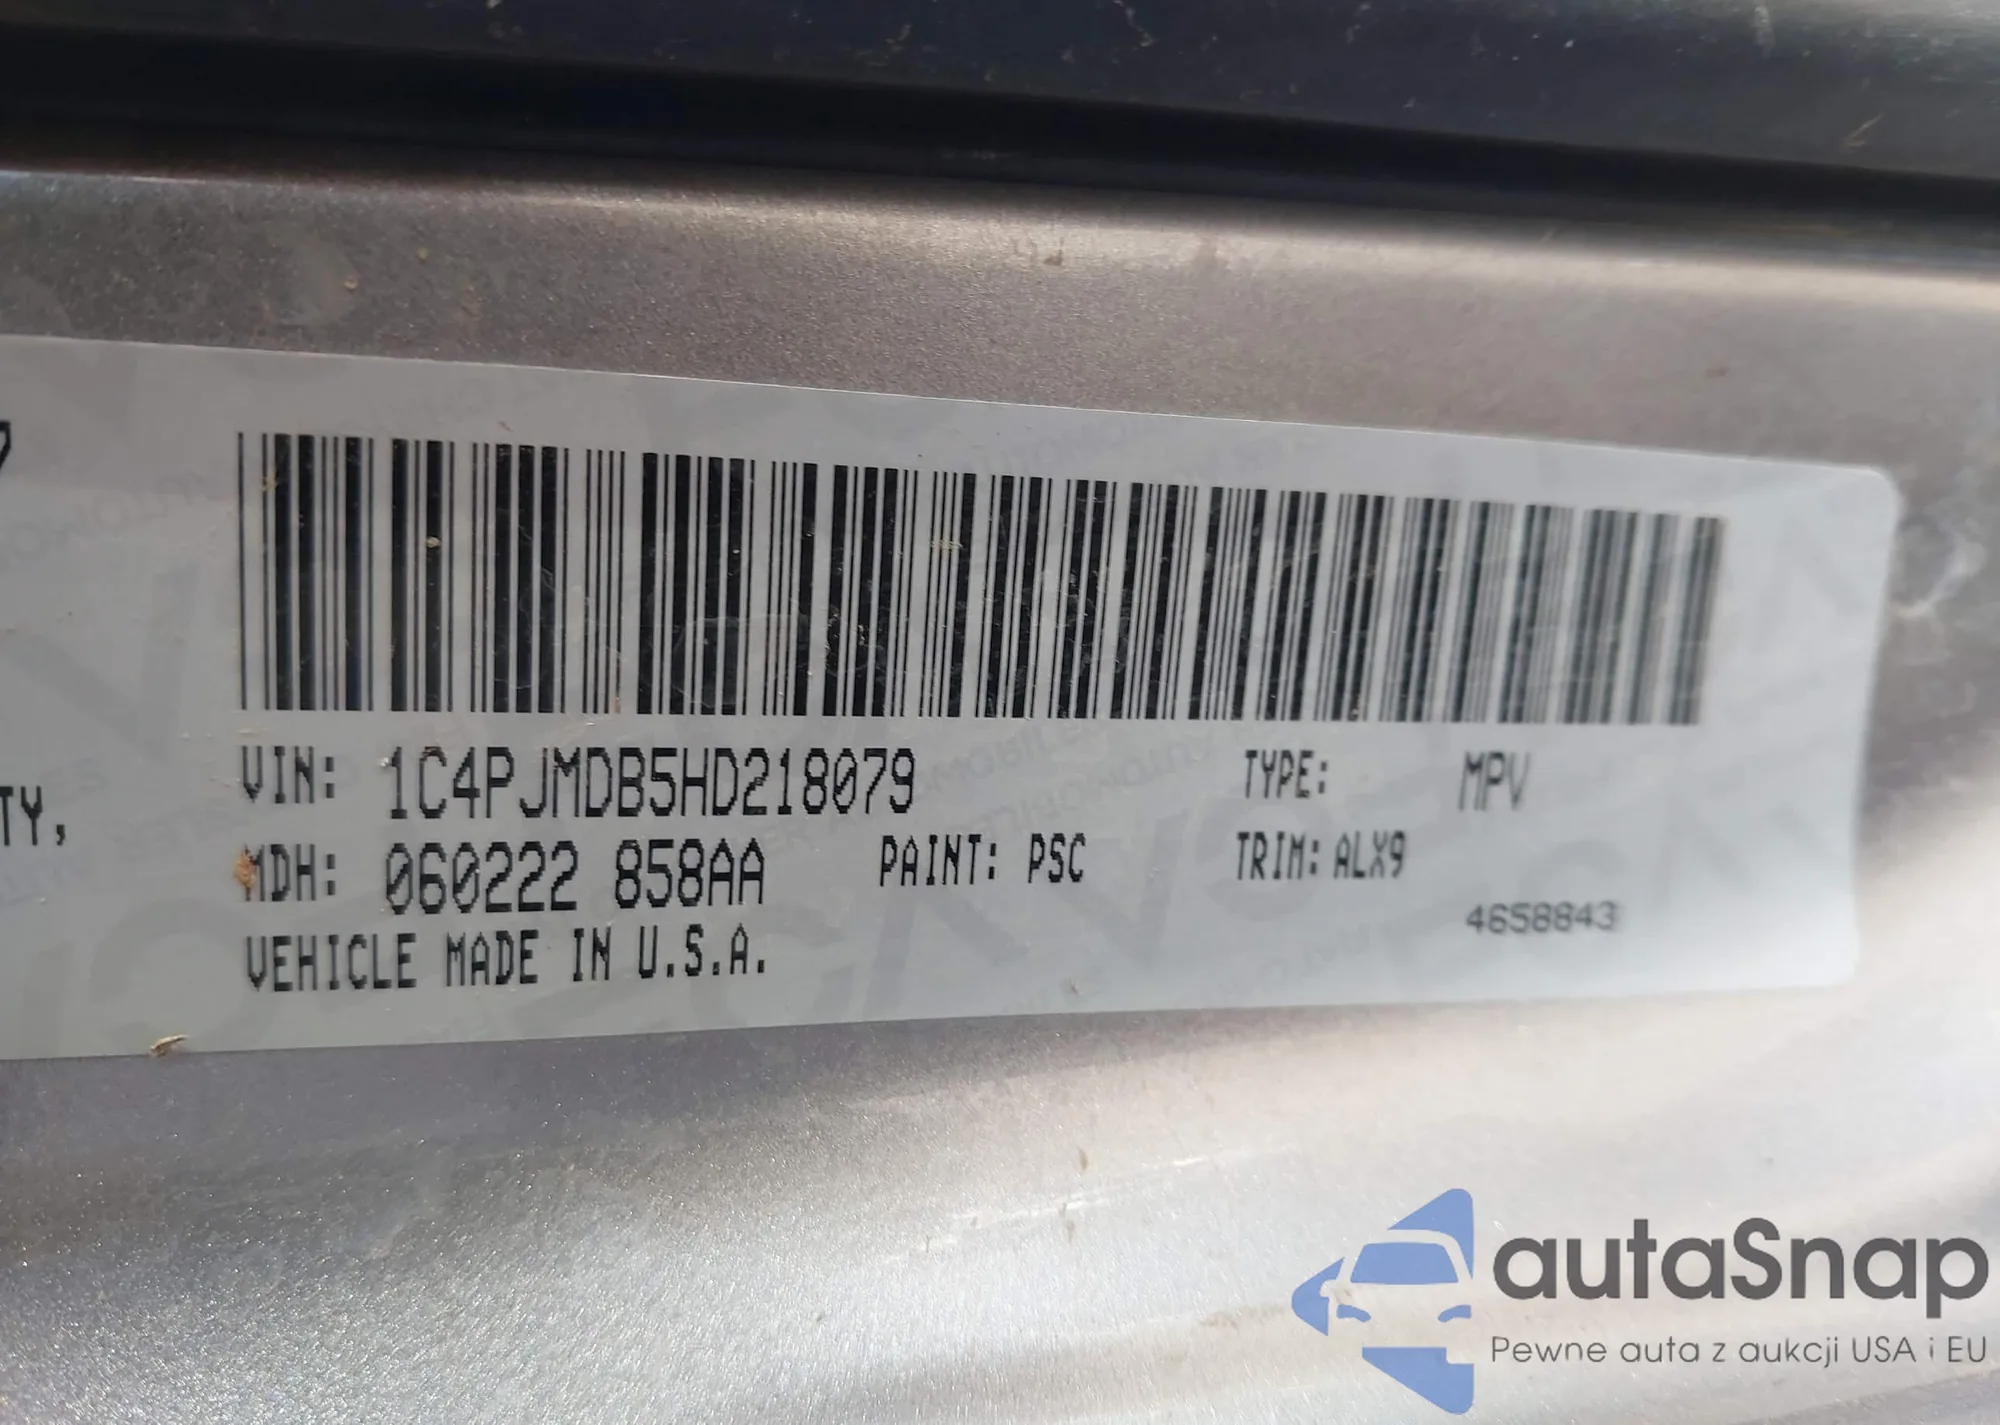 TY,
VIN: 1C4PJMDB5HD218079 TYPE: MPV
MDH: 060222 858AA PAINT: PSC TRIM: ALX9
4658843
VEHICLE MADE IN U.S.A.
autaSnap
Pewne auta z aukcji USA i EU